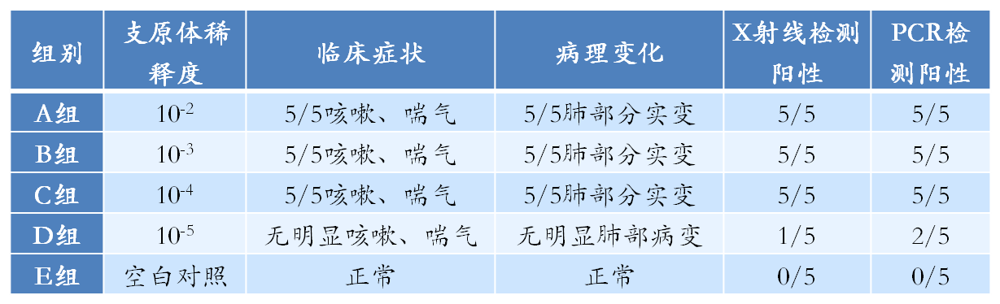 组别 支原体稀释度 临床症状 病理变化 X射线检测阳性 PCR检测阳性
A组 10-2 5/5咳嗽、喘气 5/5肺部分实变 5/5 5/5
B组 10-3 5/5咳嗽、喘气 5/5肺部分实变 5/5 5/5
C组 10-4 5/5咳嗽、喘气 5/5肺部分实变 5/5 5/5
D组 10-5 无明显咳嗽、喘气 无明显肺部病变 1/5 2/5
E组 空白对照 正常 正常 0/5 0/5